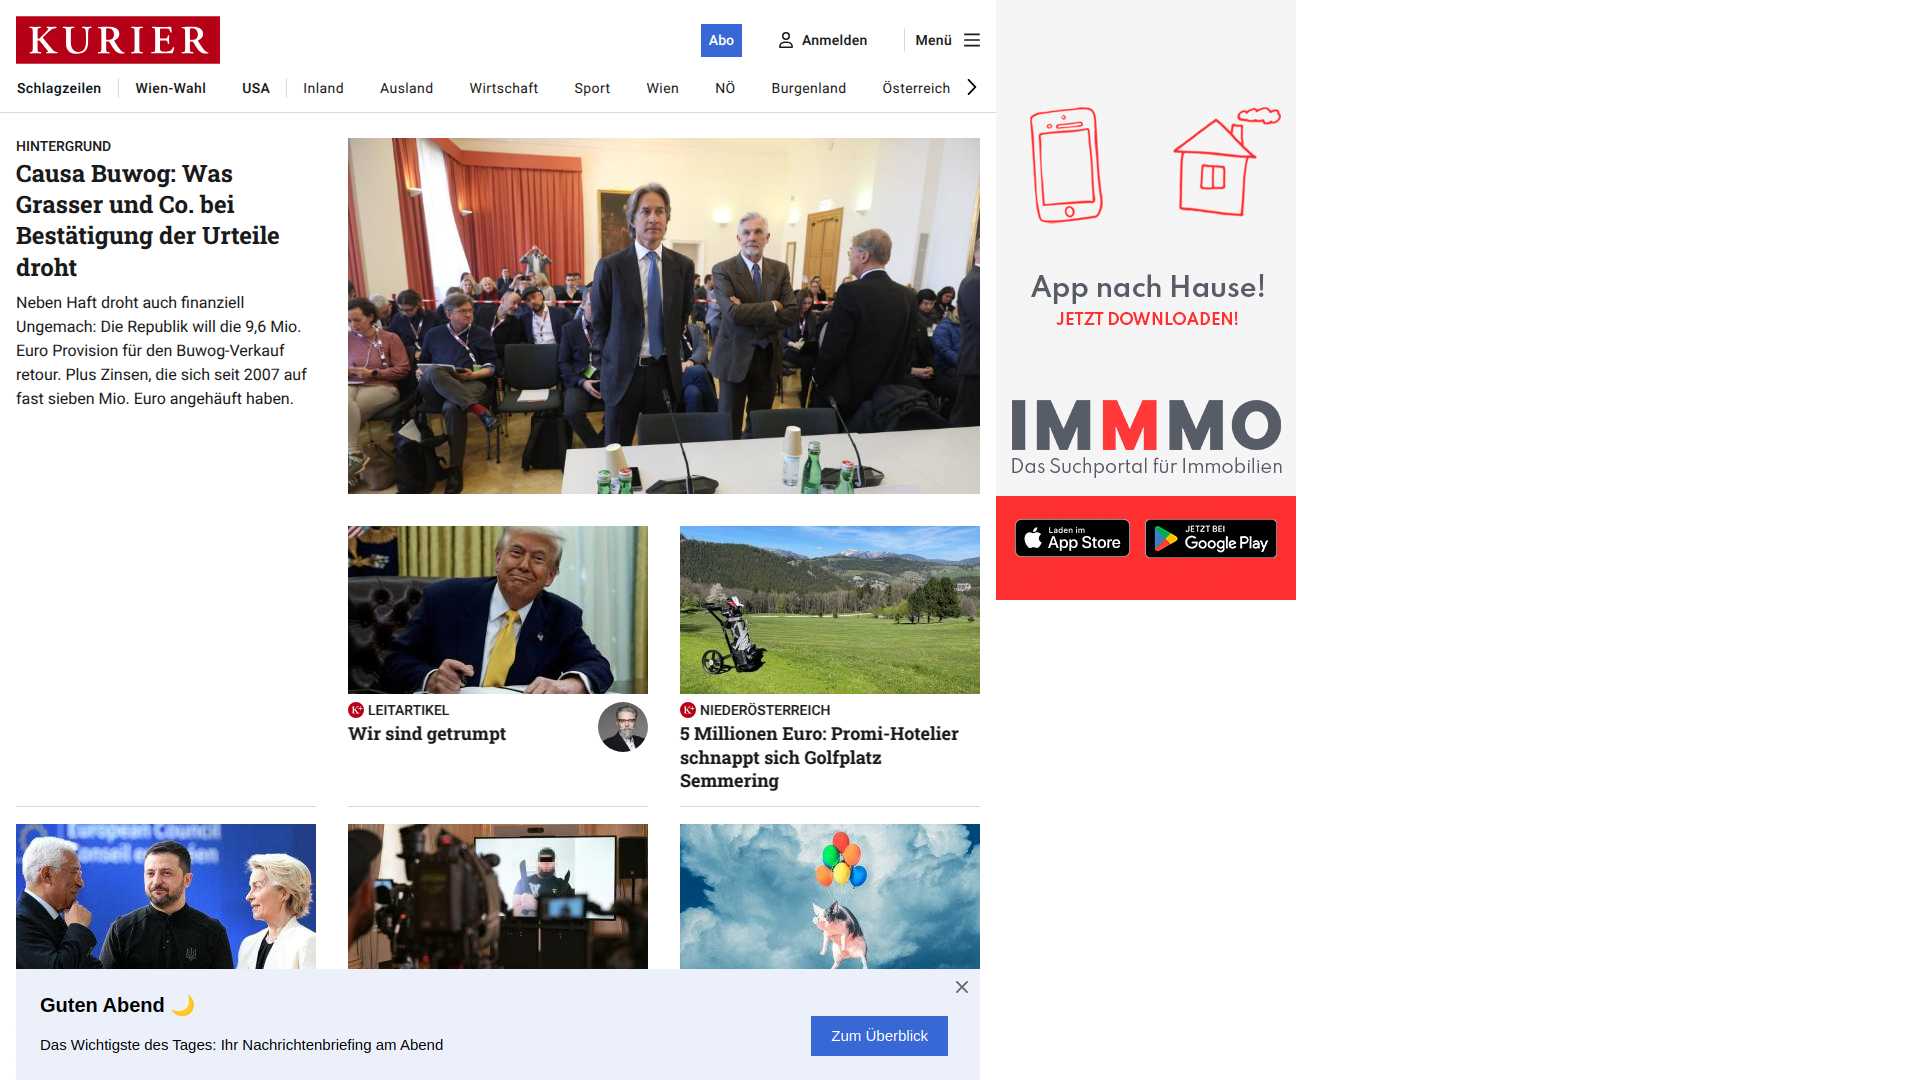 KURIER
Abo
Anmelden
Menü
Schlagzeilen
Wien-Wahl
USA
Inland
Ausland
Wirtschaft
Sport
Wien
NÖ
Burgenland
Österreich
HINTERGRUND
Causa Buwog: Was
Grasser und Co. bei
Bestätigung der Urteile
droht
Neben Haft droht auch finanziell
Ungemach: Die Republik will die 9,6 Mio.
Euro Provision für den Buwog-Verkauf
retour. Plus Zinsen, die sich seit 2007 auf
fast sieben Mio. Euro angehäuft haben.
K+ LEITARTIKEL
Wir sind getrumpt
K+ NIEDERÖSTERREICH
5 Millionen Euro: Promi-Hotelier
schnappt sich Golfplatz
Semmering
European Council
Guten Abend 🌙
Das Wichtigste des Tages: Ihr Nachrichtenbriefing am Abend
Zum Überblick
App nach Hause!
JETZT DOWNLOADEN!
IMMMO
Das Suchportal für Immobilien
Laden im
App Store
JETZT BEI
Google Play